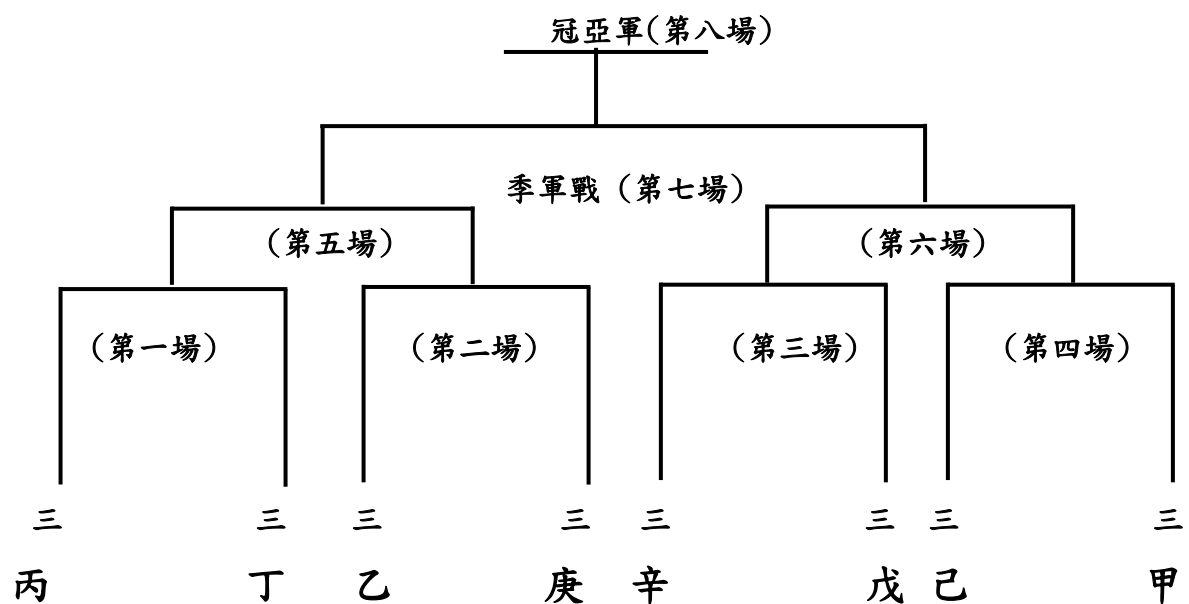 冠亞軍(第八場)
季軍戰（第七場）
（第五場）
（第六場）
（第一場）
（第二場）
（第三場）
（第四場）
三丙
三丁
三乙
三庚
三辛
三戊
三己
三甲